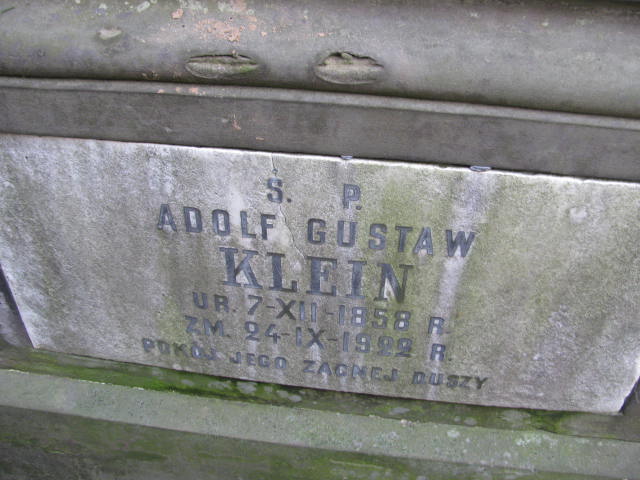 Ś. P.
ADOLF GUSTAW
KLEIN
UR. 7-XII-1858 R.
ZM. 24-IX-1922 R.
POKÓJ JEGO ZACNEJ DUSZY